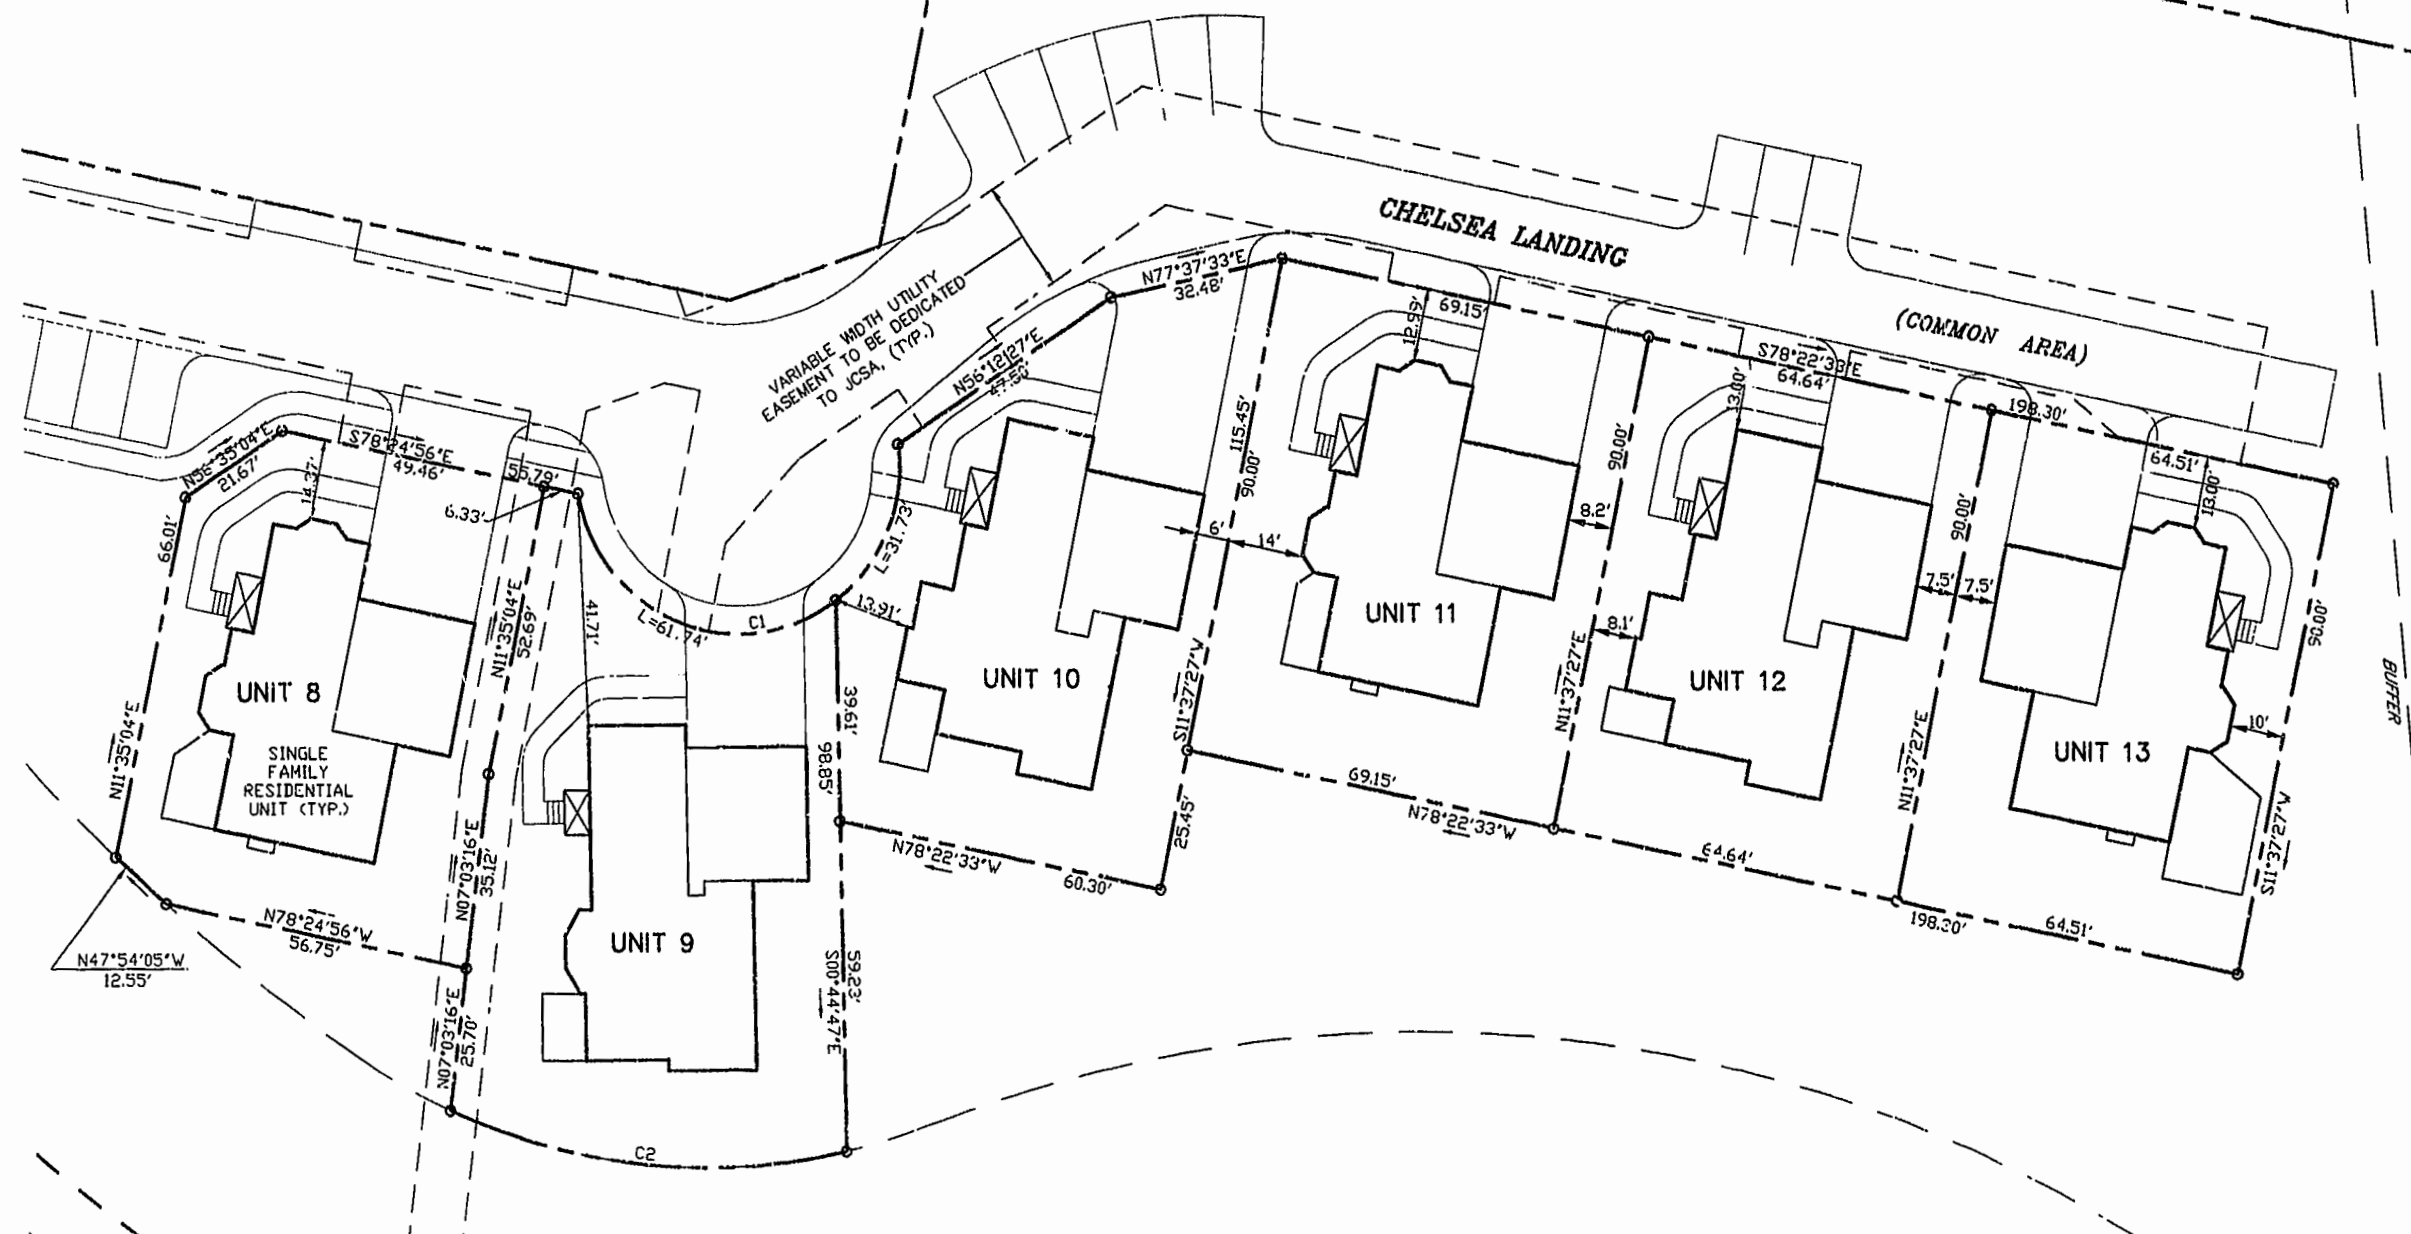 CHELSEA LANDING
(COMMON AREA)
VARIABLE WIDTH UTILITY
EASEMENT TO BE DEDICATED
TO JCSA, (TYP.)
N77°37'33"E
32.48'
N56°12'27"E
47.50'
N56°35'04"E
21.67'
S78°24'56"E
49.46'
55.79'
6.33'
14.37'
66.01'
N11°35'04"E
N11°35'04"E
52.69'
41.71'
L=61.74'
C1
L=31.73'
13.91'
UNIT 8
SINGLE
FAMILY
RESIDENTIAL
UNIT (TYP.)
N07°03'16"E
35.12'
N78°24'56"W
56.75'
N47°54'05"W
12.55'
N07°03'16"E
25.70'
UNIT 9
C2
39.61'
98.85'
59.23'
S00°44'47"E
UNIT 10
N78°22'33"W
60.30'
25.45'
S11°37'27"W
115.45'
90.00'
6'
14'
12.99'
69.15'
UNIT 11
69.15'
N78°22'33"W
8.2'
90.00'
N11°37'27"E
8.1'
S78°22'33"E
64.64'
13.00'
UNIT 12
64.64'
7.5'
7.5'
90.00'
N11°37'27"E
198.30'
64.51'
13.00'
UNIT 13
10'
90.00'
S11°37'27"W
198.30'
64.51'
BUFFER